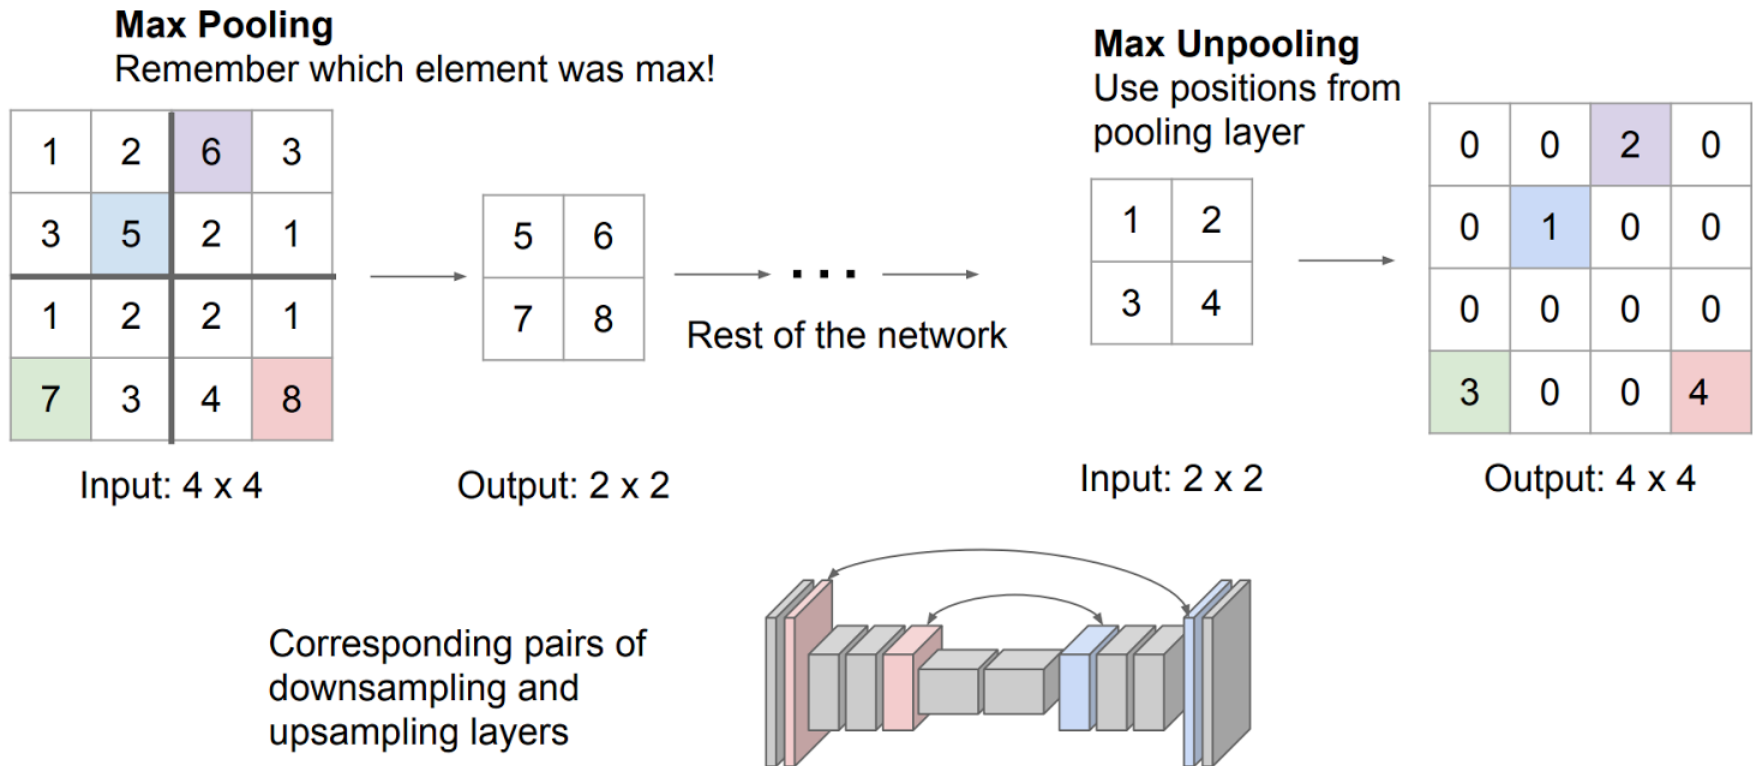 Max Pooling
Remember which element was max!
1 2 6 3
3 5 2 1
1 2 2 1
7 3 4 8
Input: 4 x 4
5 6
7 8
Output: 2 x 2
...
Rest of the network
Max Unpooling
Use positions from
pooling layer
1 2
3 4
Input: 2 x 2
0 0 2 0
0 1 0 0
0 0 0 0
3 0 0 4
Output: 4 x 4
Corresponding pairs of
downsampling and
upsampling layers